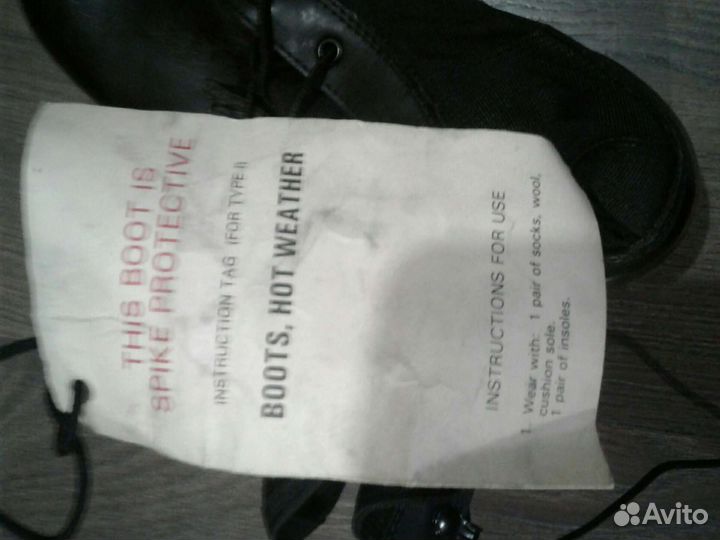 THIS BOOT IS
SPIKE PROTECTIVE
INSTRUCTION TAG (FOR TYPE I)
BOOTS, HOT WEATHER
INSTRUCTIONS FOR USE
1. Wear with: 1 pair of socks, wool,
cushion sole.
1 pair of insoles.
Avito